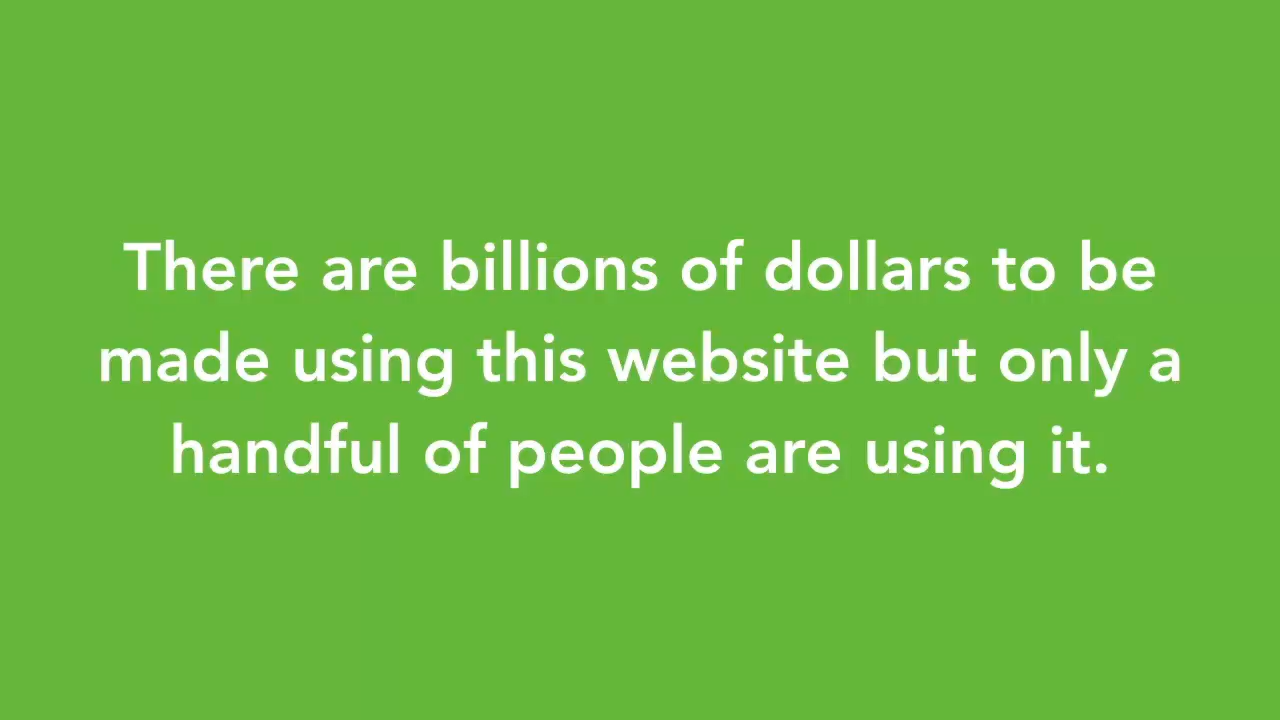 There are billions of dollars to be
made using this website but only a
handful of people are using it.